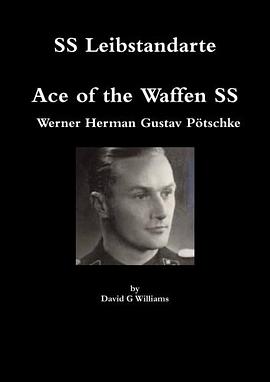 SS Leibstandarte
Ace of the Waffen SS
Werner Herman Gustav Pötschke
by
David G Williams